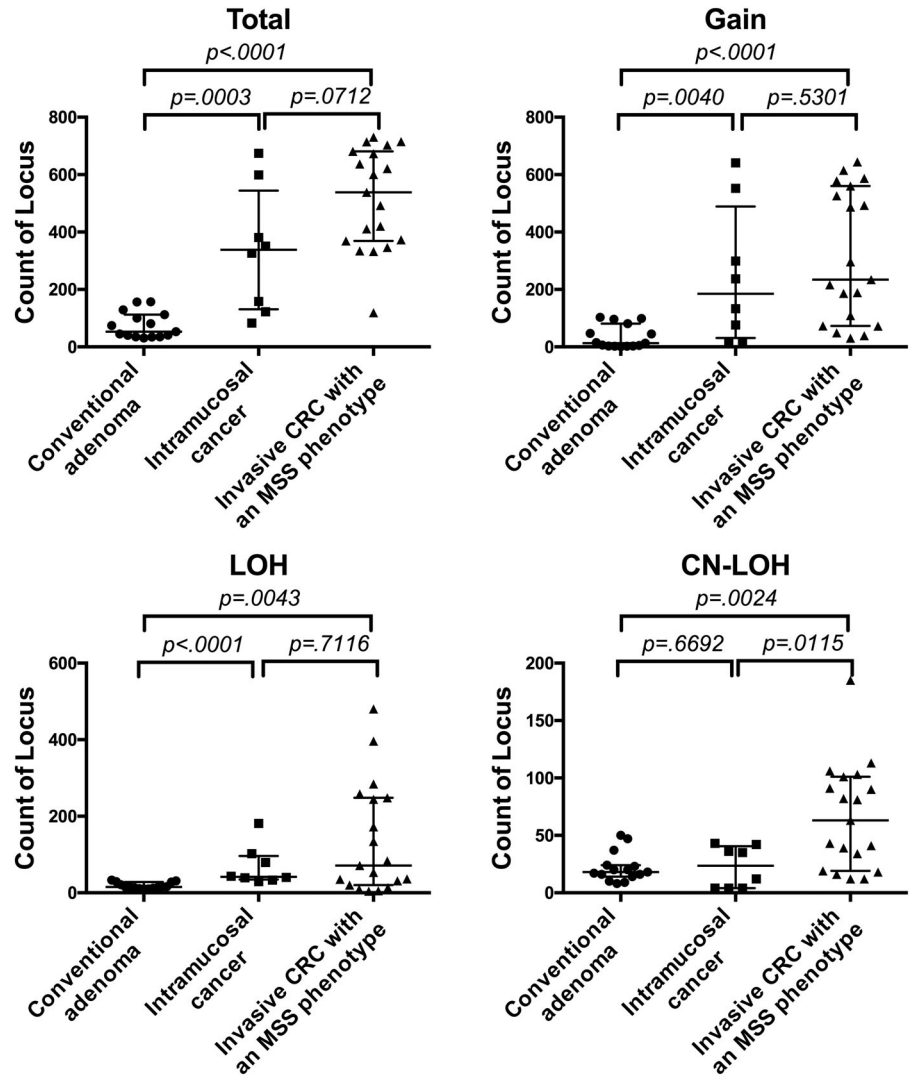 Total
p<.0001
p=.0003
p=.0712
Count of Locus
800
600
400
200
0
Conventional
adenoma
Intramucosal
cancer
Invasive CRC with
an MSS phenotype
Gain
p<.0001
p=.0040
p=.5301
Count of Locus
800
600
400
200
0
Conventional
adenoma
Intramucosal
cancer
Invasive CRC with
an MSS phenotype
LOH
p=.0043
p<.0001
p=.7116
Count of Locus
600
400
200
0
Conventional
adenoma
Intramucosal
cancer
Invasive CRC with
an MSS phenotype
CN-LOH
p=.0024
p=.6692
p=.0115
Count of Locus
200
150
100
50
0
Conventional
adenoma
Intramucosal
cancer
Invasive CRC with
an MSS phenotype